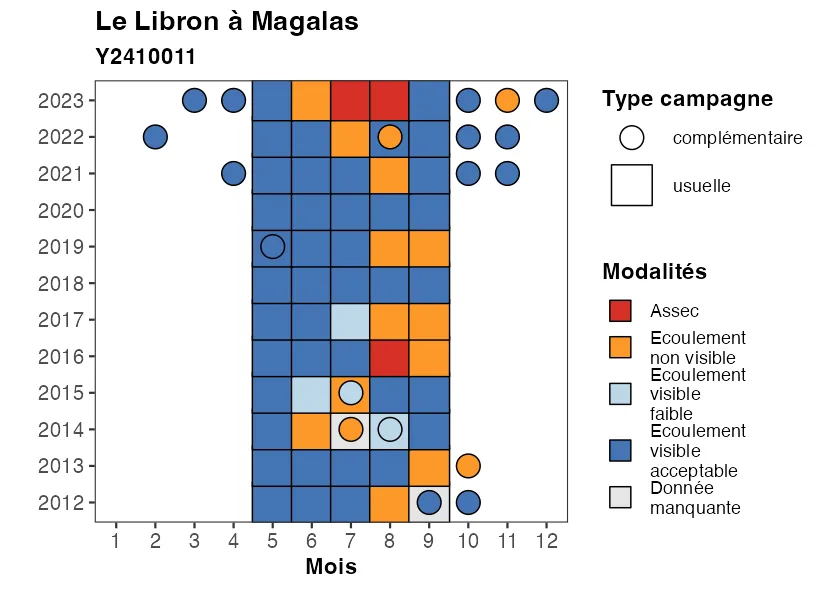 Le Libron à Magalas
Y2410011
2023
2022
2021
2020
2019
2018
2017
2016
2015
2014
2013
2012
1 2 3 4 5 6 7 8 9 10 11 12
Mois
Type campagne
complémentaire
usuelle
Modalités
Assec
Ecoulement
non visible
Ecoulement
visible
faible
Ecoulement
visible
acceptable
Donnée
manquante